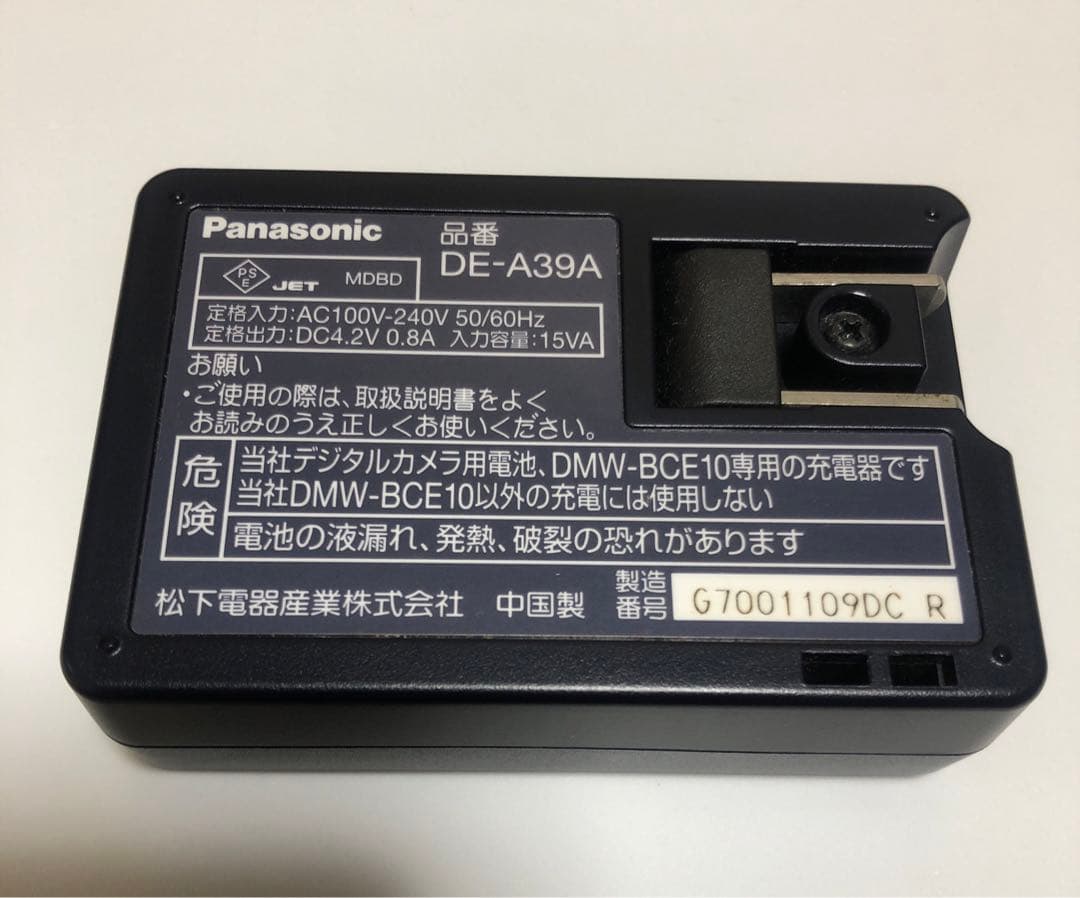 Panasonic
品番
DE-A39A
PSE JET MDBD
定格入力:AC100V-240V 50/60Hz
定格出力:DC4.2V 0.8A 入力容量:15VA
お願い
・ご使用の際は、取扱説明書をよく
お読みのうえ正しくお使いください。
危険
当社デジタルカメラ用電池、DMW-BCE10専用の充電器です
当社DMW-BCE10以外の充電には使用しない
電池の液漏れ、発熱、破裂の恐れがあります
松下電器産業株式会社 中国製
製造番号 G7001109DC R